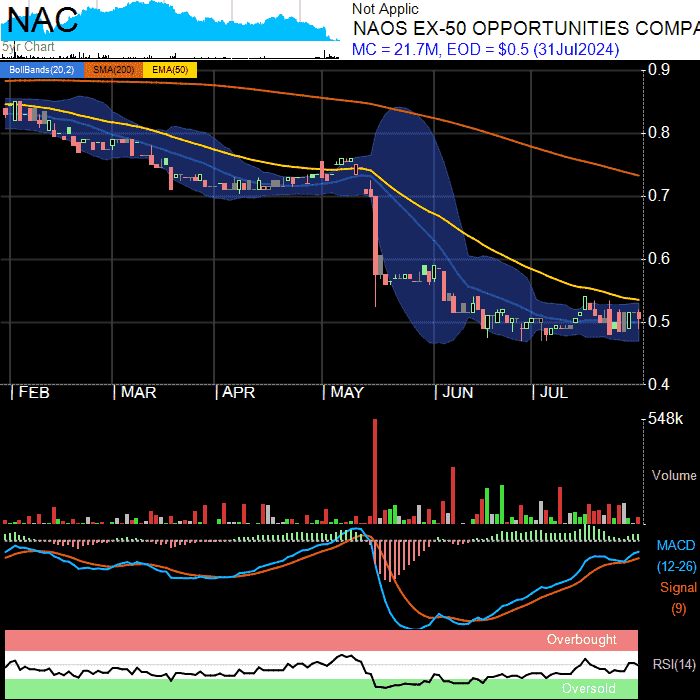 NAC
5yr Chart
Not Applic
NAOS EX-50 OPPORTUNITIES COMPA
MC = 21.7M, EOD = $0.5 (31Jul2024)
BollBands(20,2) SMA(200) EMA(50)
0.9
0.8
0.7
0.6
0.5
0.4
FEB MAR APR MAY JUN JUL
548k
Volume
MACD
(12-26)
Signal
(9)
Overbought
RSI(14)
Oversold